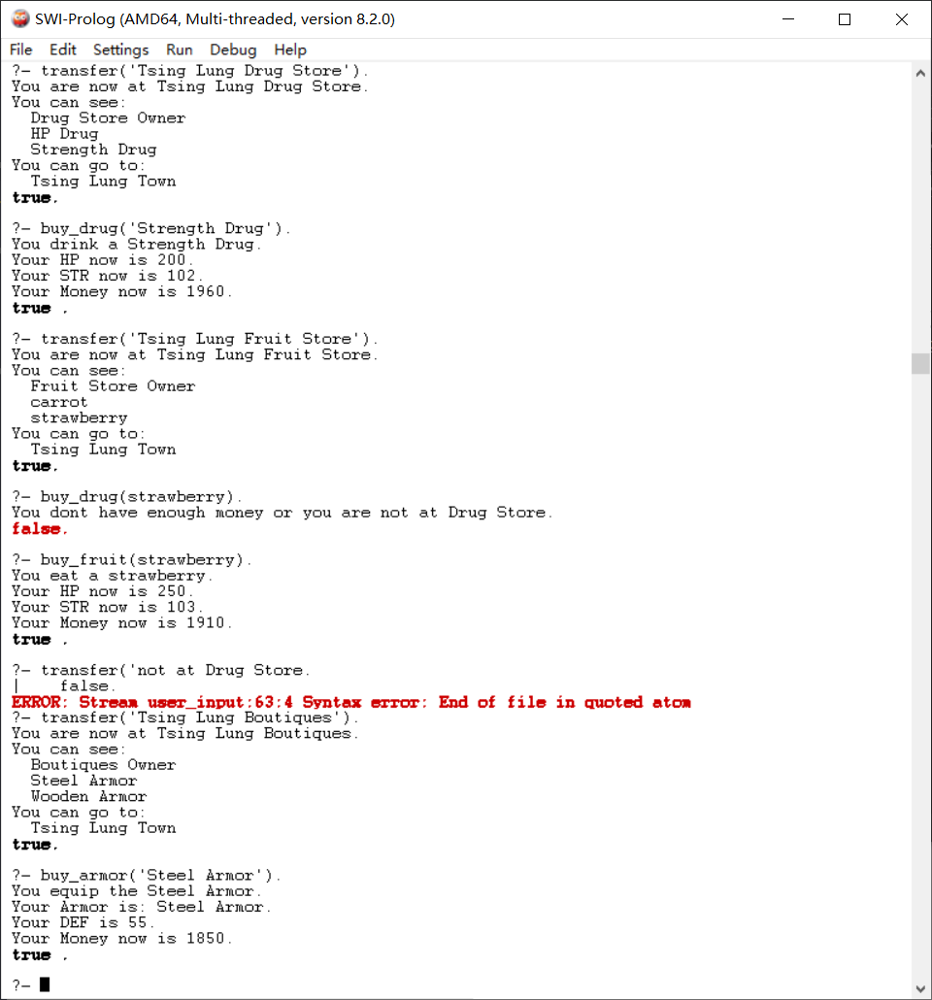 SWI-Prolog (AMD64, Multi-threaded, version 8.2.0)
File Edit Settings Run Debug Help
?- transfer('Tsing Lung Drug Store').
You are now at Tsing Lung Drug Store.
You can see:
  Drug Store Owner
  HP Drug
  Strength Drug
You can go to:
  Tsing Lung Town
true.

?- buy_drug('Strength Drug').
You drink a Strength Drug.
Your HP now is 200.
Your STR now is 102.
Your Money now is 1960.
true .

?- transfer('Tsing Lung Fruit Store').
You are now at Tsing Lung Fruit Store.
You can see:
  Fruit Store Owner
  carrot
  strawberry
You can go to:
  Tsing Lung Town
true.

?- buy_drug(strawberry).
You dont have enough money or you are not at Drug Store.
false.

?- buy_fruit(strawberry).
You eat a strawberry.
Your HP now is 250.
Your STR now is 103.
Your Money now is 1910.
true .

?- transfer('not at Drug Store.
|    false.
ERROR: Stream user_input:63:4 Syntax error: End of file in quoted atom
?- transfer('Tsing Lung Boutiques').
You are now at Tsing Lung Boutiques.
You can see:
  Boutiques Owner
  Steel Armor
  Wooden Armor
You can go to:
  Tsing Lung Town
true.

?- buy_armor('Steel Armor').
You equip the Steel Armor.
Your Armor is: Steel Armor.
Your DEF is 55.
Your Money now is 1850.
true .

?-